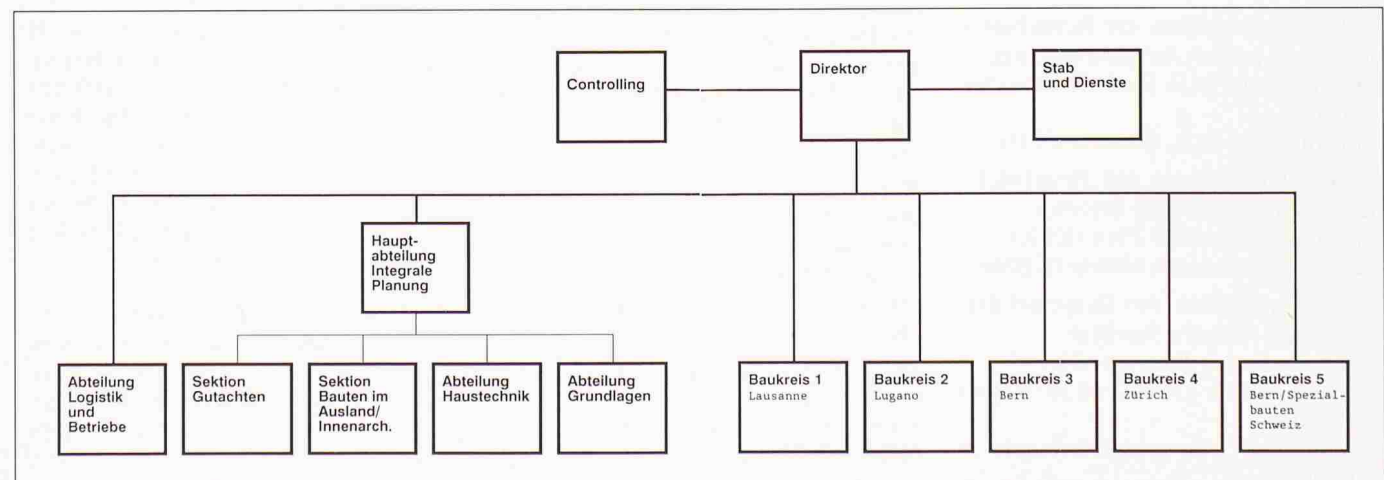 Controlling
Direktor
Stab
und Dienste
Haupt-
abteilung
Integrale
Planung
Abteilung
Logistik
und
Betriebe
Sektion
Gutachten
Sektion
Bauten im
Ausland/
Innenarch.
Abteilung
Haustechnik
Abteilung
Grundlagen
Baukreis 1
Lausanne
Baukreis 2
Lugano
Baukreis 3
Bern
Baukreis 4
Zürich
Baukreis 5
Bern/Spezial-
bauten
Schweiz